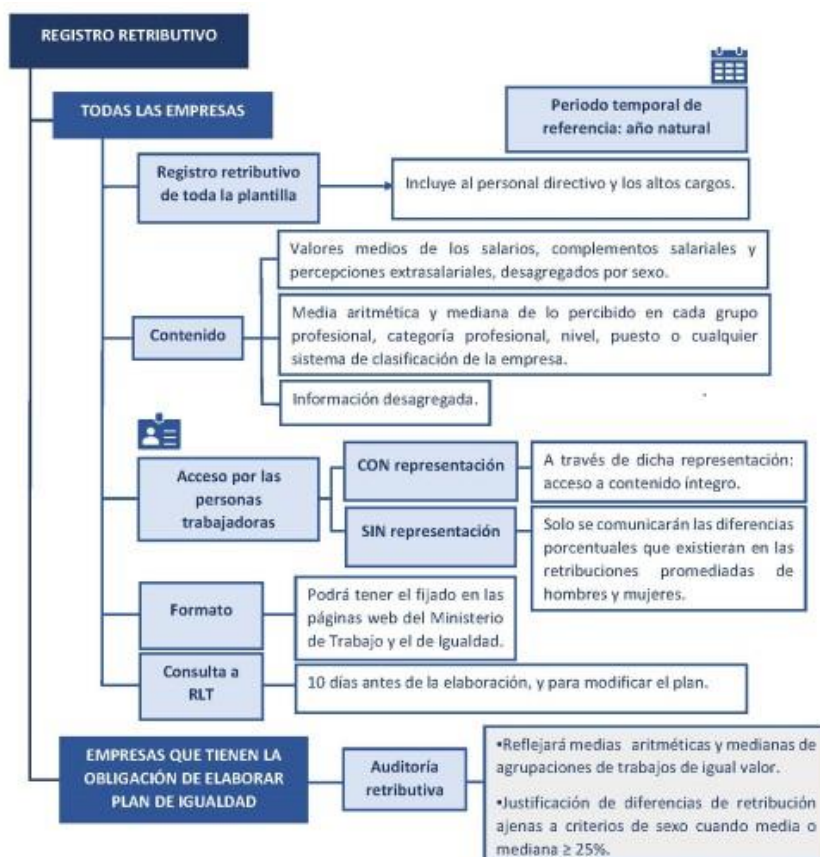 REGISTRO RETRIBUTIVO
TODAS LAS EMPRESAS
Periodo temporal de
referencia: año natural
Registro retributivo
de toda la plantilla
Incluye al personal directivo y los altos cargos.
Contenido
Valores medios de los salarios, complementos salariales y
percepciones extrasalariales, desagregados por sexo.
Media aritmética y mediana de lo percibido en cada grupo
profesional, categoría profesional, nivel, puesto o cualquier
sistema de clasificación de la empresa.
Información desagregada.
Acceso por las
personas
trabajadoras
CON representación
A través de dicha representación:
acceso a contenido íntegro.
SIN representación
Solo se comunicarán las diferencias
porcentuales que existieran en las
retribuciones promediadas de
hombres y mujeres.
Formato
Podrá tener el fijado en las
páginas web del Ministerio
de Trabajo y el de Igualdad.
Consulta a
RLT
10 días antes de la elaboración, y para modificar el plan.
EMPRESAS QUE TIENEN LA
OBLIGACIÓN DE ELABORAR
PLAN DE IGUALDAD
Auditoría
retributiva
•Reflejará medias aritméticas y medianas de
agrupaciones de trabajos de igual valor.
•Justificación de diferencias de retribución
ajenas a criterios de sexo cuando media o
mediana ≥ 25%.